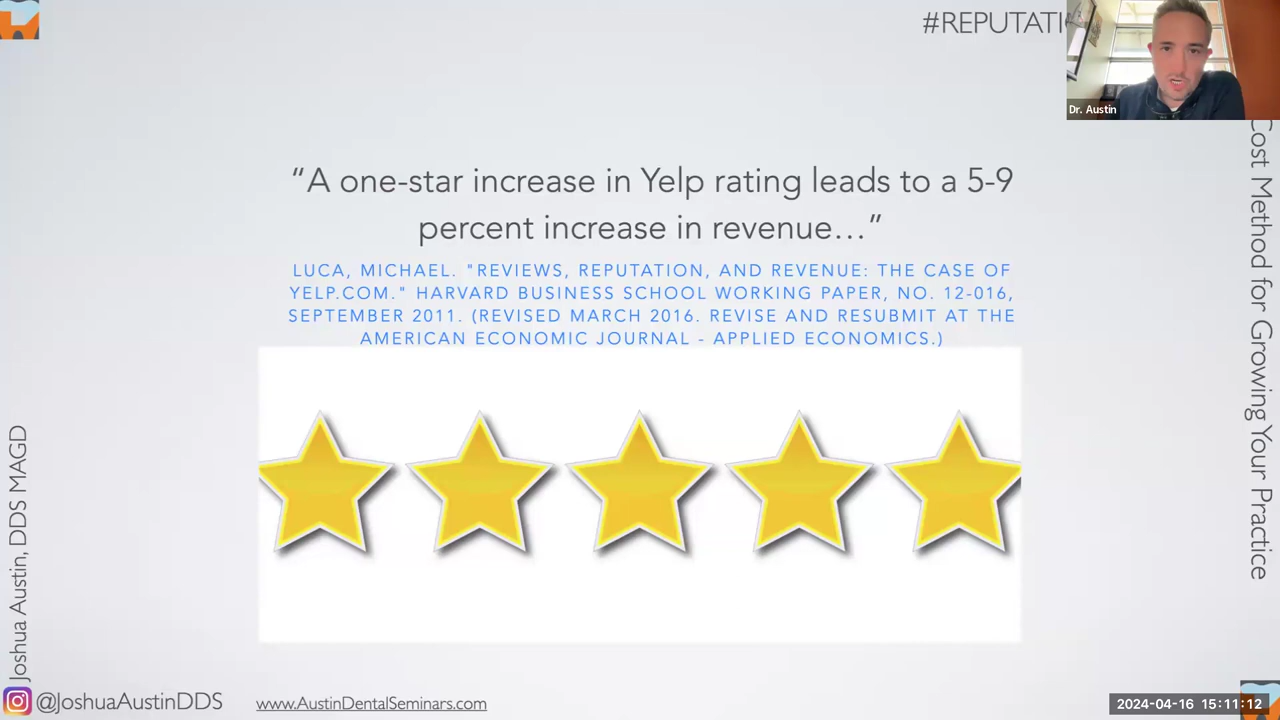 #REPUTATI
Dr. Austin
“A one-star increase in Yelp rating leads to a 5-9
percent increase in revenue…”
LUCA, MICHAEL. "REVIEWS, REPUTATION, AND REVENUE: THE CASE OF
YELP.COM." HARVARD BUSINESS SCHOOL WORKING PAPER, NO. 12-016,
SEPTEMBER 2011. (REVISED MARCH 2016. REVISE AND RESUBMIT AT THE
AMERICAN ECONOMIC JOURNAL - APPLIED ECONOMICS.)
Cost Method for Growing Your Practice
Joshua Austin, DDS MAGD
@JoshuaAustinDDS
www.AustinDentalSeminars.com
2024-04-16 15:11:12